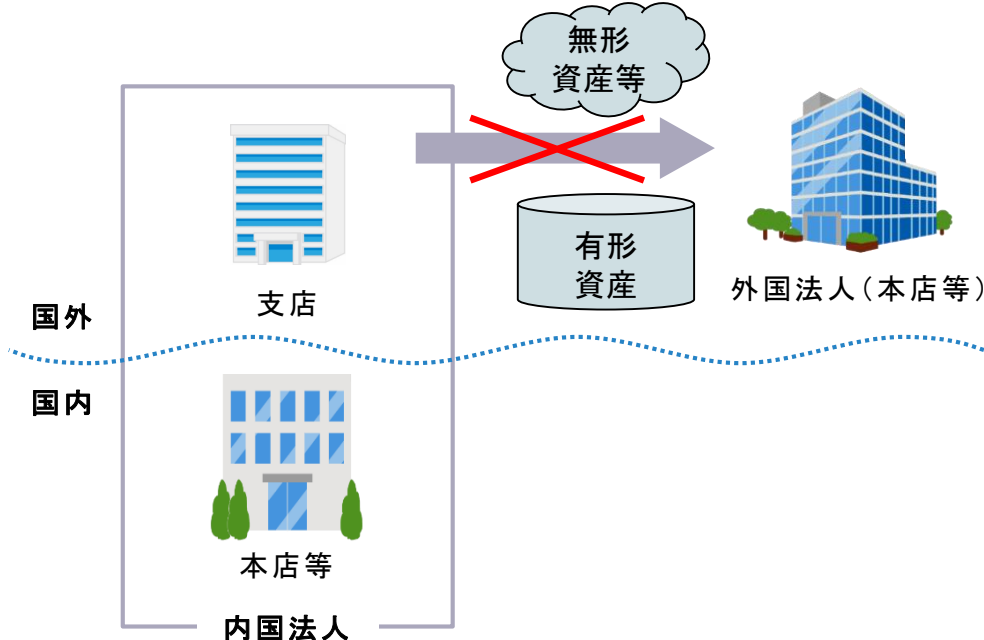 無形
資産等
有形
資産
支店
外国法人(本店等)
国外
国内
本店等
内国法人